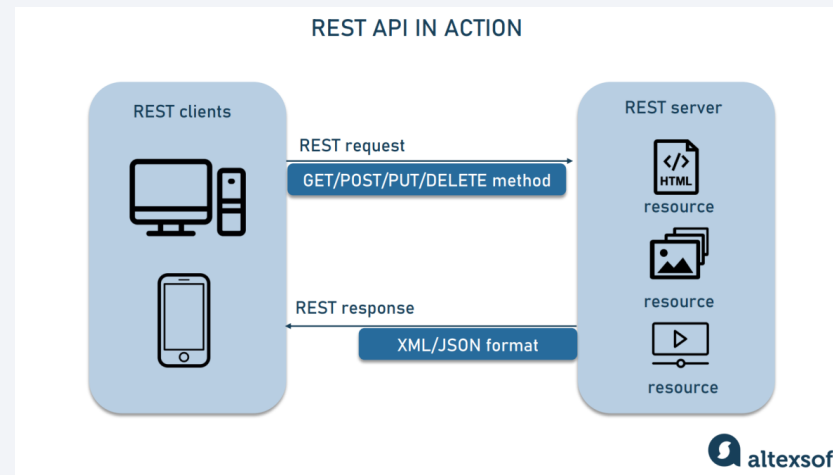 REST API IN ACTION
REST clients
REST server
REST request
GET/POST/PUT/DELETE method
</>
HTML
resource
resource
REST response
XML/JSON format
resource
altexsof